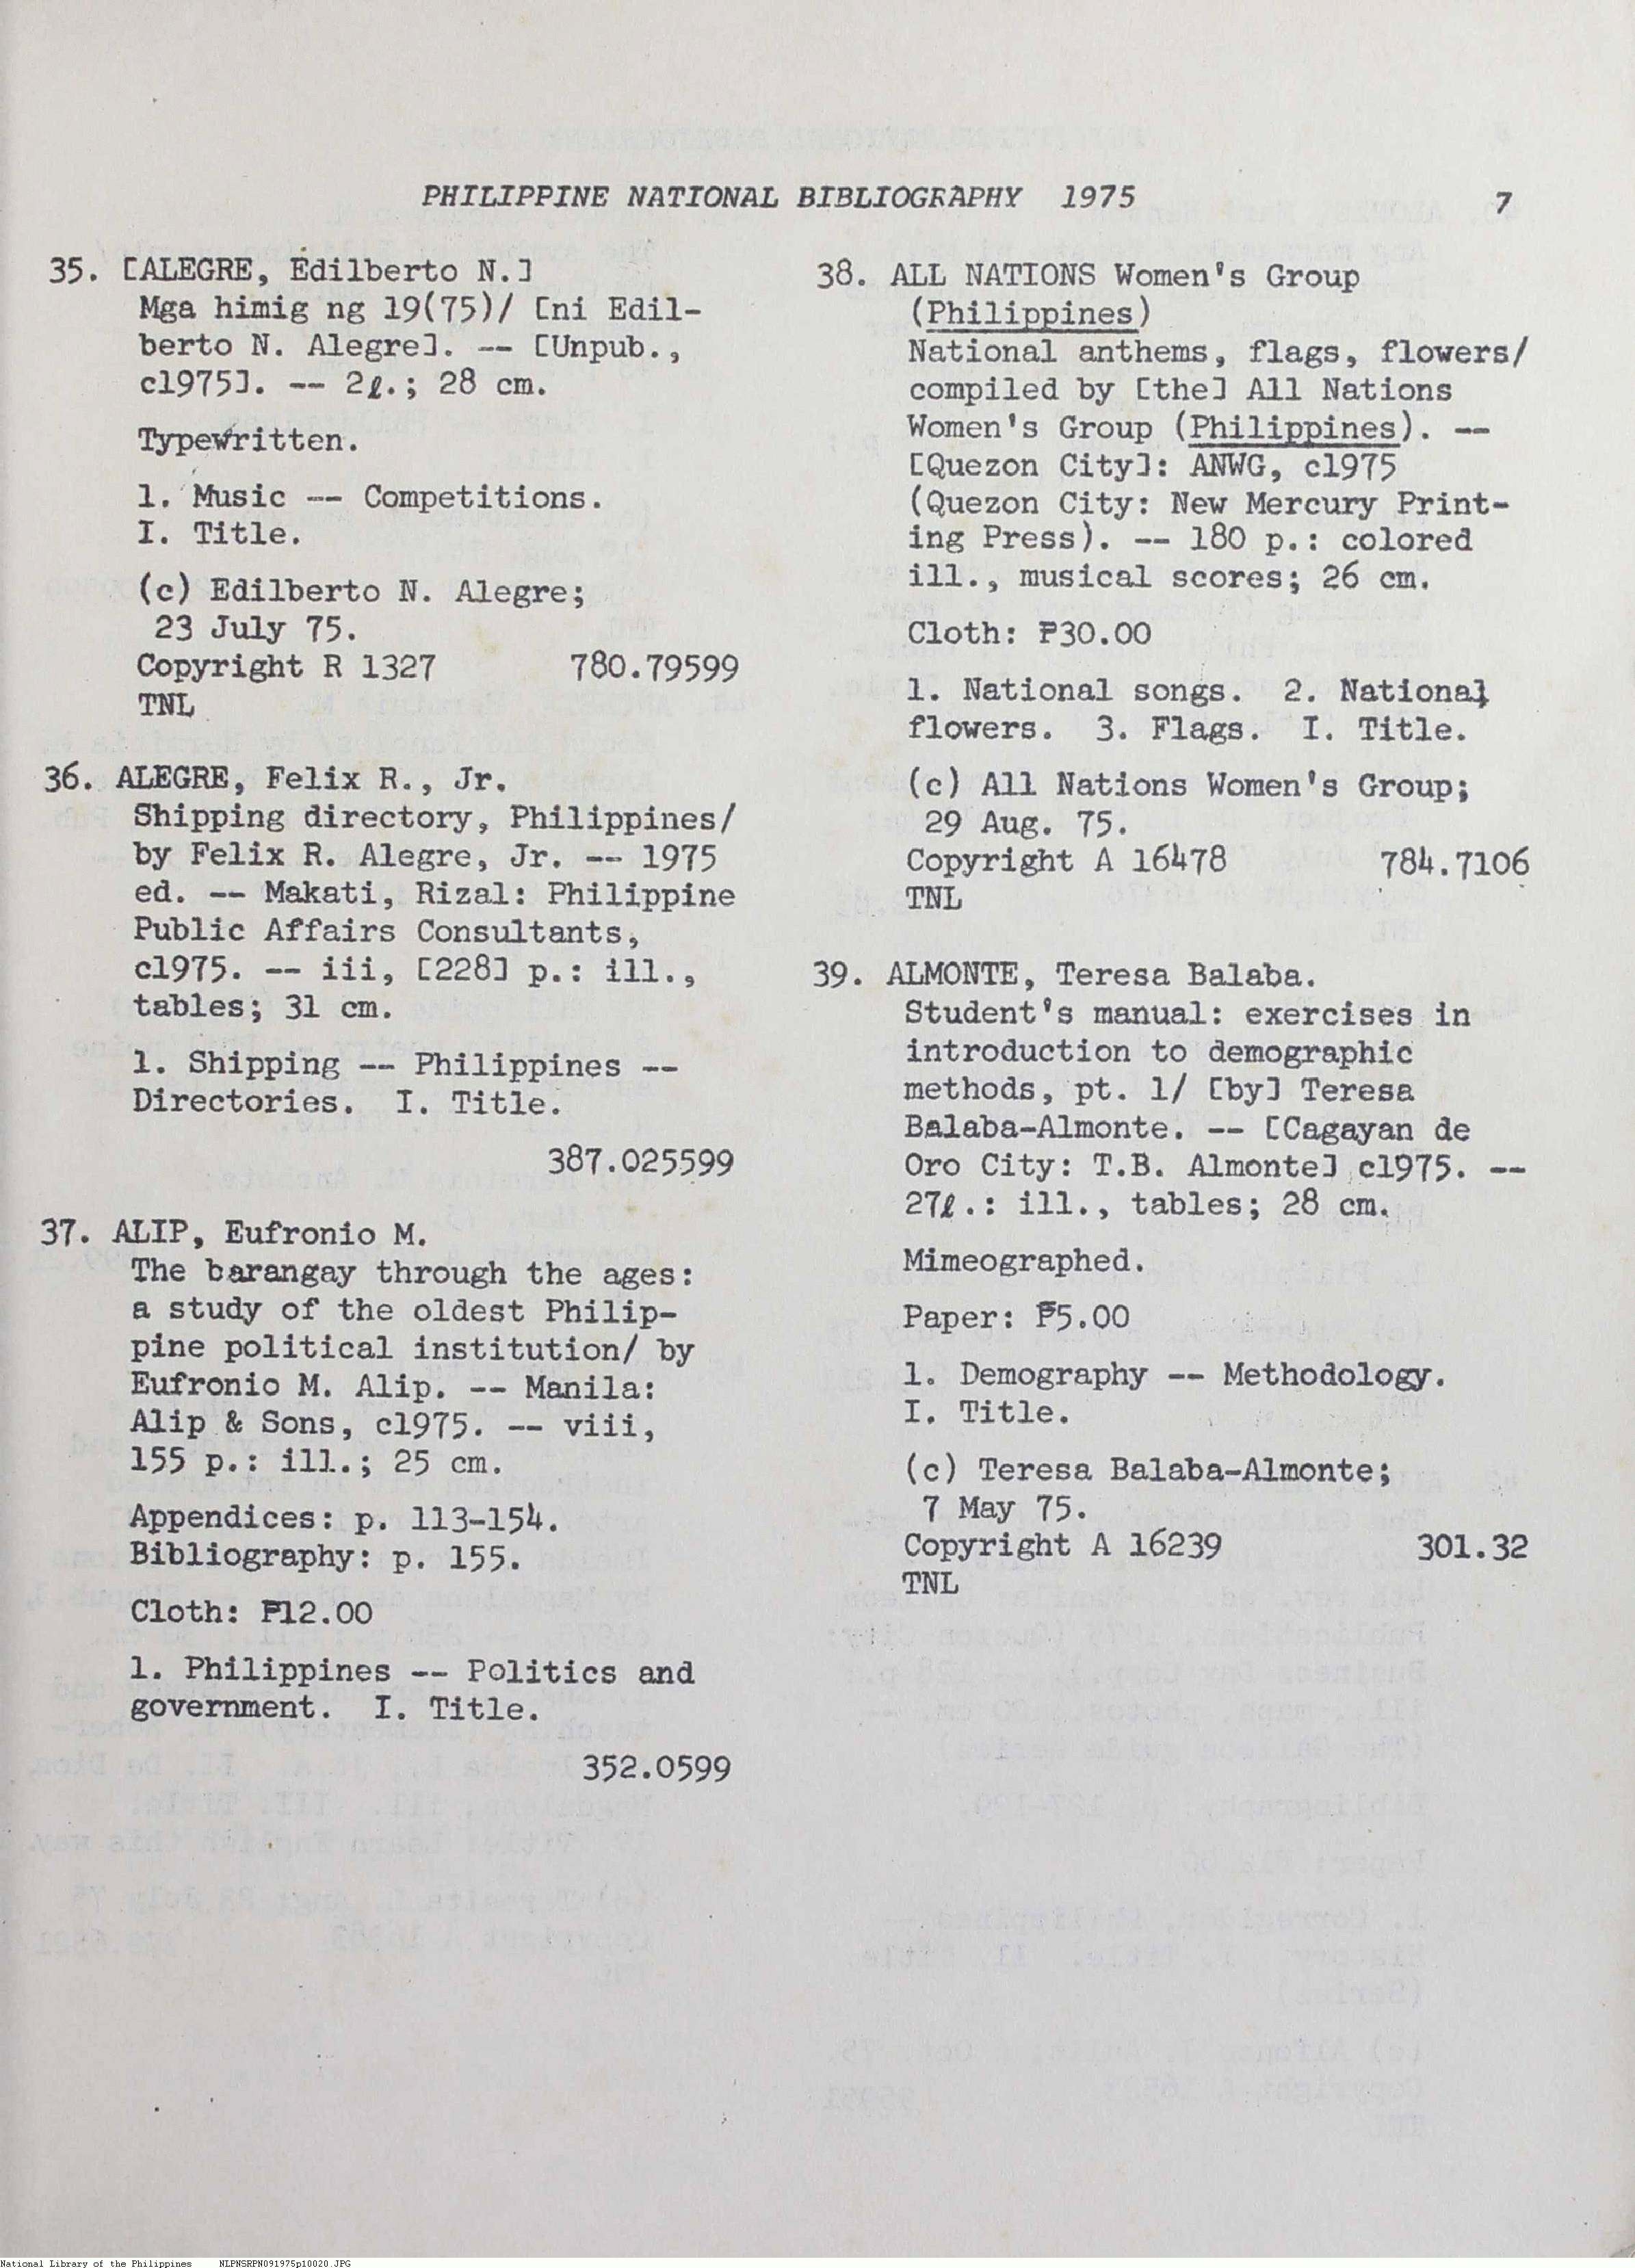 PHILIPPINE NATIONAL BIBLIOGRAPHY 1975 7
35. [ALEGRE, Edilberto N.]
Mga himig ng 19(75)/ [ni Edil-
berto N. Alegre]. -- [Unpub.,
c1975]. -- 2ℓ.; 28 cm.
Typewritten.
1. Music -- Competitions.
I. Title.
(c) Edilberto N. Alegre;
23 July 75.
Copyright R 1327 780.79599
TNL
36. ALEGRE, Felix R., Jr.
Shipping directory, Philippines/
by Felix R. Alegre, Jr. -- 1975
ed. -- Makati, Rizal: Philippine
Public Affairs Consultants,
c1975. -- iii, [228] p.: ill.,
tables; 31 cm.
1. Shipping -- Philippines --
Directories. I. Title.
387.025599
37. ALIP, Eufronio M.
The barangay through the ages:
a study of the oldest Philip-
pine political institution/ by
Eufronio M. Alip. -- Manila:
Alip & Sons, c1975. -- viii,
155 p.: ill.; 25 cm.
Appendices: p. 113-154.
Bibliography: p. 155.
Cloth: ₱12.00
1. Philippines -- Politics and
government. I. Title.
352.0599
38. ALL NATIONS Women's Group
(Philippines)
National anthems, flags, flowers/
compiled by [the] All Nations
Women's Group (Philippines). --
[Quezon City]: ANWG, c1975
(Quezon City: New Mercury Print-
ing Press). -- 180 p.: colored
ill., musical scores; 26 cm.
Cloth: ₱30.00
1. National songs. 2. National
flowers. 3. Flags. I. Title.
(c) All Nations Women's Group;
29 Aug. 75.
Copyright A 16478 784.7106
TNL
39. ALMONTE, Teresa Balaba.
Student's manual: exercises in
introduction to demographic
methods, pt. 1/ [by] Teresa
Balaba-Almonte. -- [Cagayan de
Oro City: T.B. Almonte] c1975. --
27ℓ.: ill., tables; 28 cm.
Mimeographed.
Paper: ₱5.00
1. Demography -- Methodology.
I. Title.
(c) Teresa Balaba-Almonte;
7 May 75.
Copyright A 16239 301.32
TNL
National Library of the Philippines NLPNSRPN091975p10020.JPG